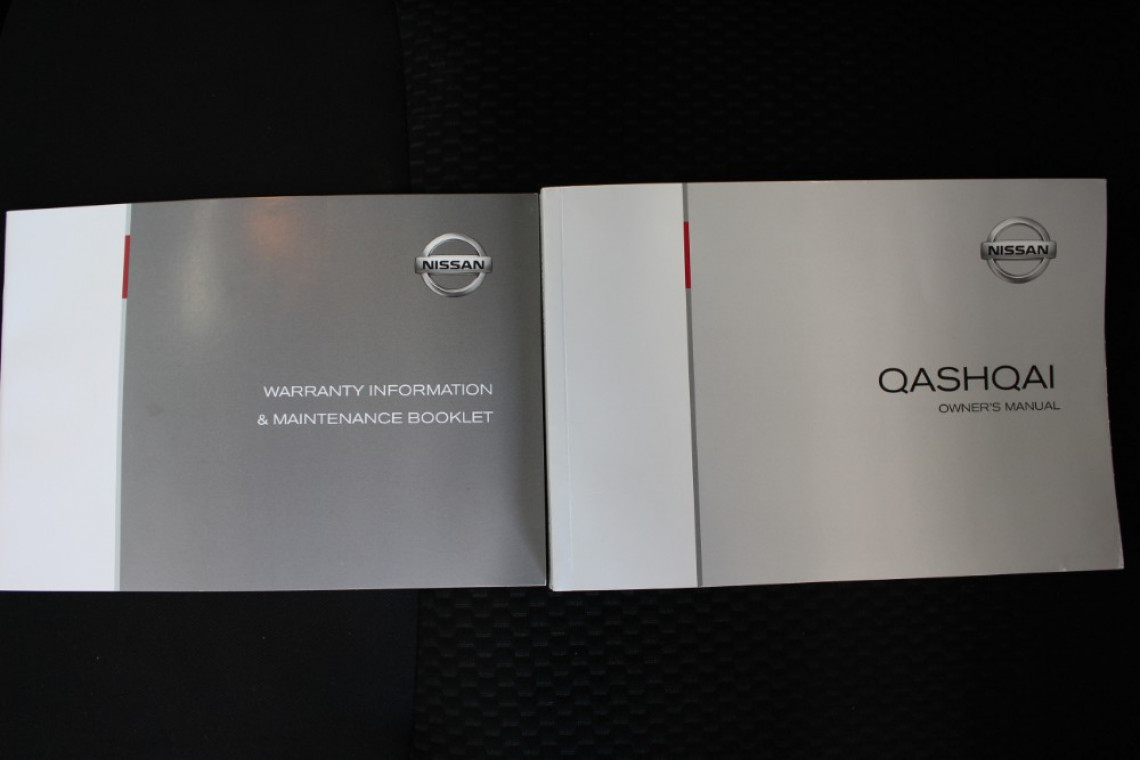 NISSAN
WARRANTY INFORMATION
& MAINTENANCE BOOKLET
NISSAN
QASHQAI
OWNER'S MANUAL